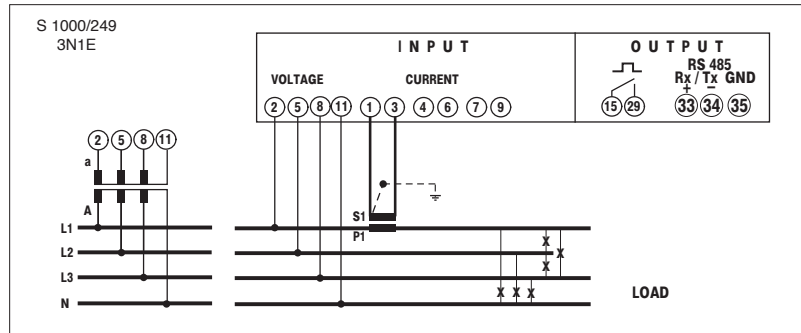 S 1000/249
3N1E
INPUT
OUTPUT
VOLTAGE
CURRENT
RS 485
Rx / Tx GND
+ –
2 5 8 11 1 3 4 6 7 9
15 29 33 34 35
2 5 8 11
a
A
S1
P1
L1
L2
L3
N
X
X X
X
X X X
LOAD